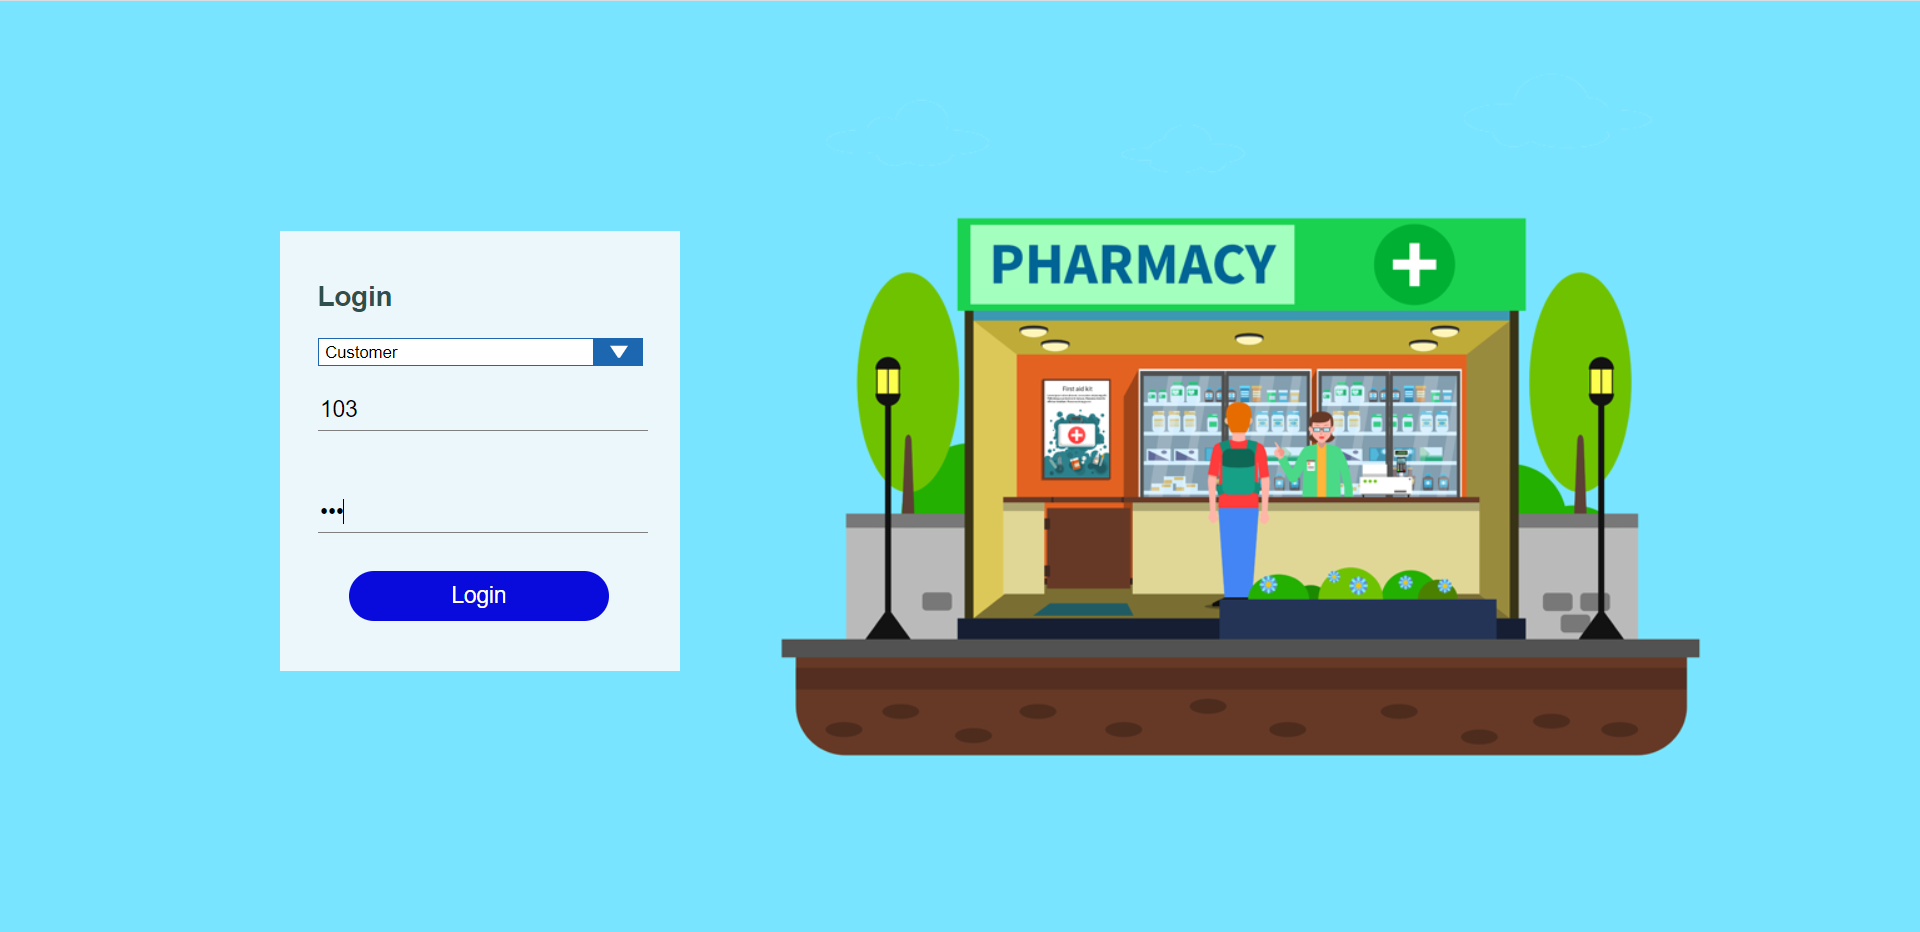 Login
Customer
103
•••
Login
PHARMACY
First aid kit